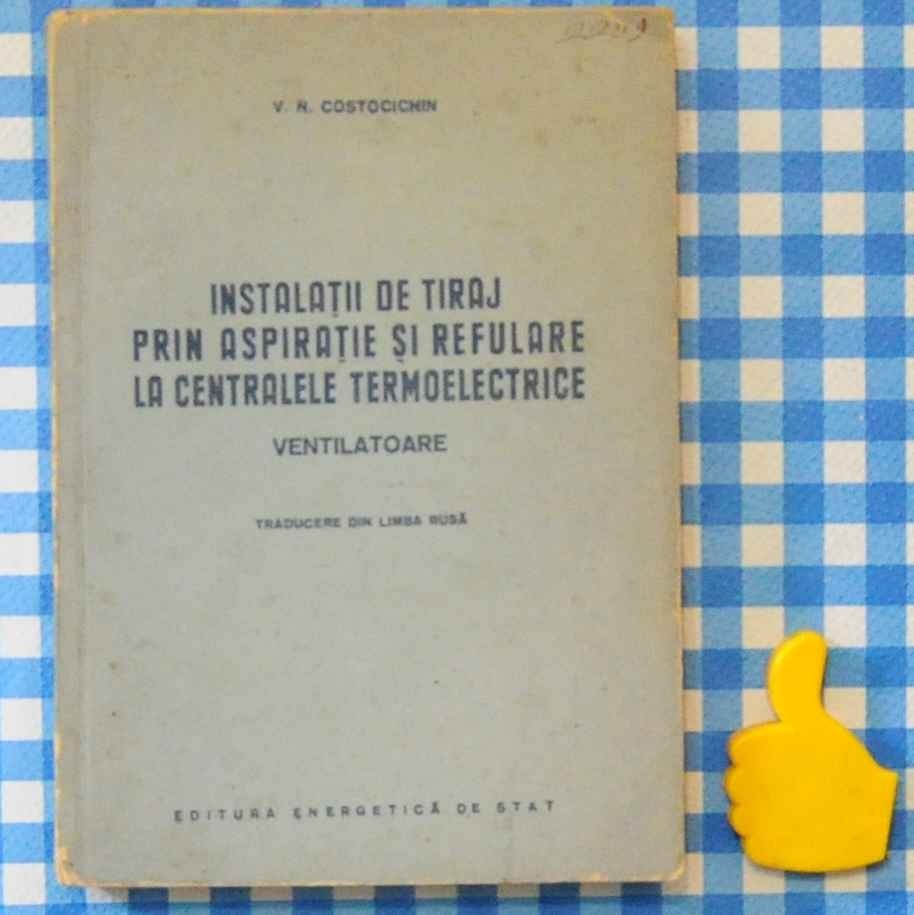 V. N. COSTOCICHIN
INSTALAȚII DE TIRAJ
PRIN ASPIRAȚIE ȘI REFULARE
LA CENTRALELE TERMOELECTRICE
VENTILATOARE
TRADUCERE DIN LIMBA RUSĂ
EDITURA ENERGETICĂ DE STAT